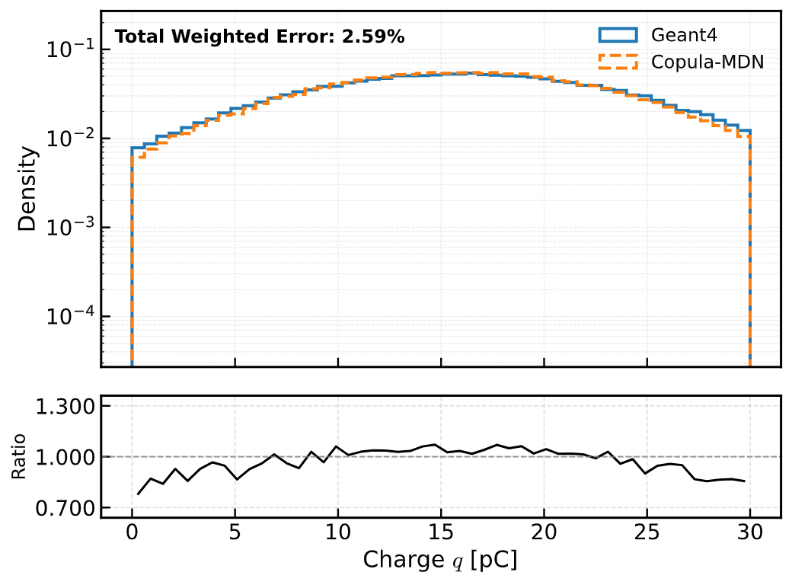 Total Weighted Error: 2.59%
Geant4
Copula-MDN
10⁻¹
10⁻²
10⁻³
10⁻⁴
Density
1.300
1.000
0.700
Ratio
0 5 10 15 20 25 30
Charge q [pC]